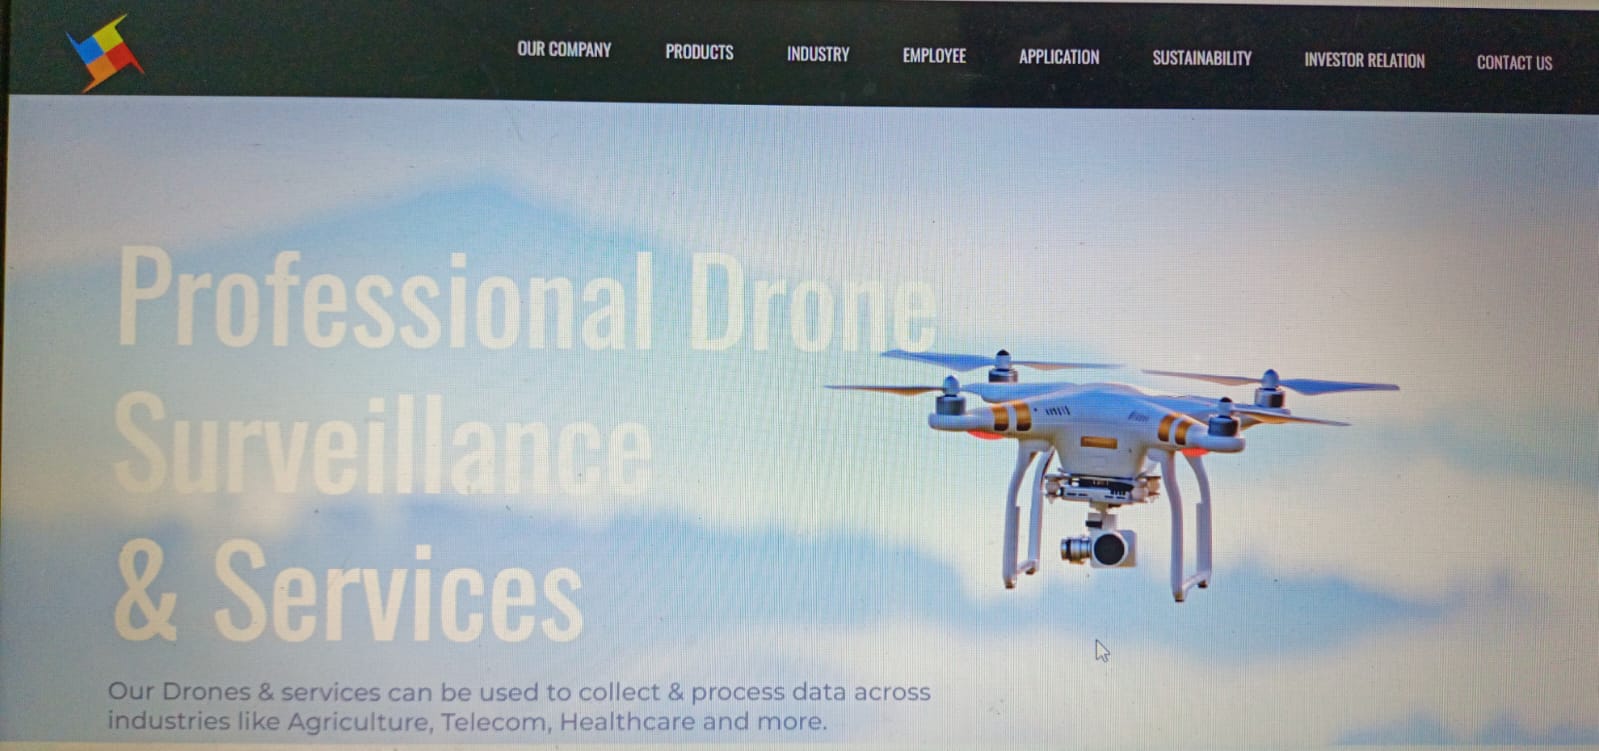 OUR COMPANY PRODUCTS INDUSTRY EMPLOYEE APPLICATION SUSTAINABILITY INVESTOR RELATION CONTACT US
Professional Drone
Surveillance
& Services
Our Drones & services can be used to collect & process data across
industries like Agriculture, Telecom, Healthcare and more.